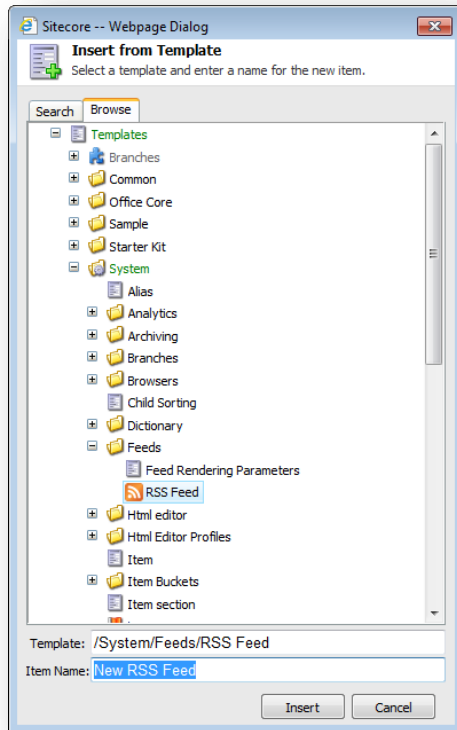 Sitecore -- Webpage Dialog
Insert from Template
Select a template and enter a name for the new item.
Search Browse
Templates
Branches
Common
Office Core
Sample
Starter Kit
System
Alias
Analytics
Archiving
Branches
Browsers
Child Sorting
Dictionary
Feeds
Feed Rendering Parameters
RSS Feed
Html editor
Html Editor Profiles
Item
Item Buckets
Item section
Template: /System/Feeds/RSS Feed
Item Name: New RSS Feed
Insert Cancel